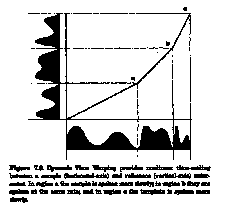 c
b
a
Figure 7.9. Dynamic Time Warping provides nonlinear time-scaling
between a sample (horizontal-axis) and reference (vertical-axis) utter-
ance. In region a the sample is spoken more slowly; in region b they are
spoken at the same rate; and in region c the template is spoken more
slowly.